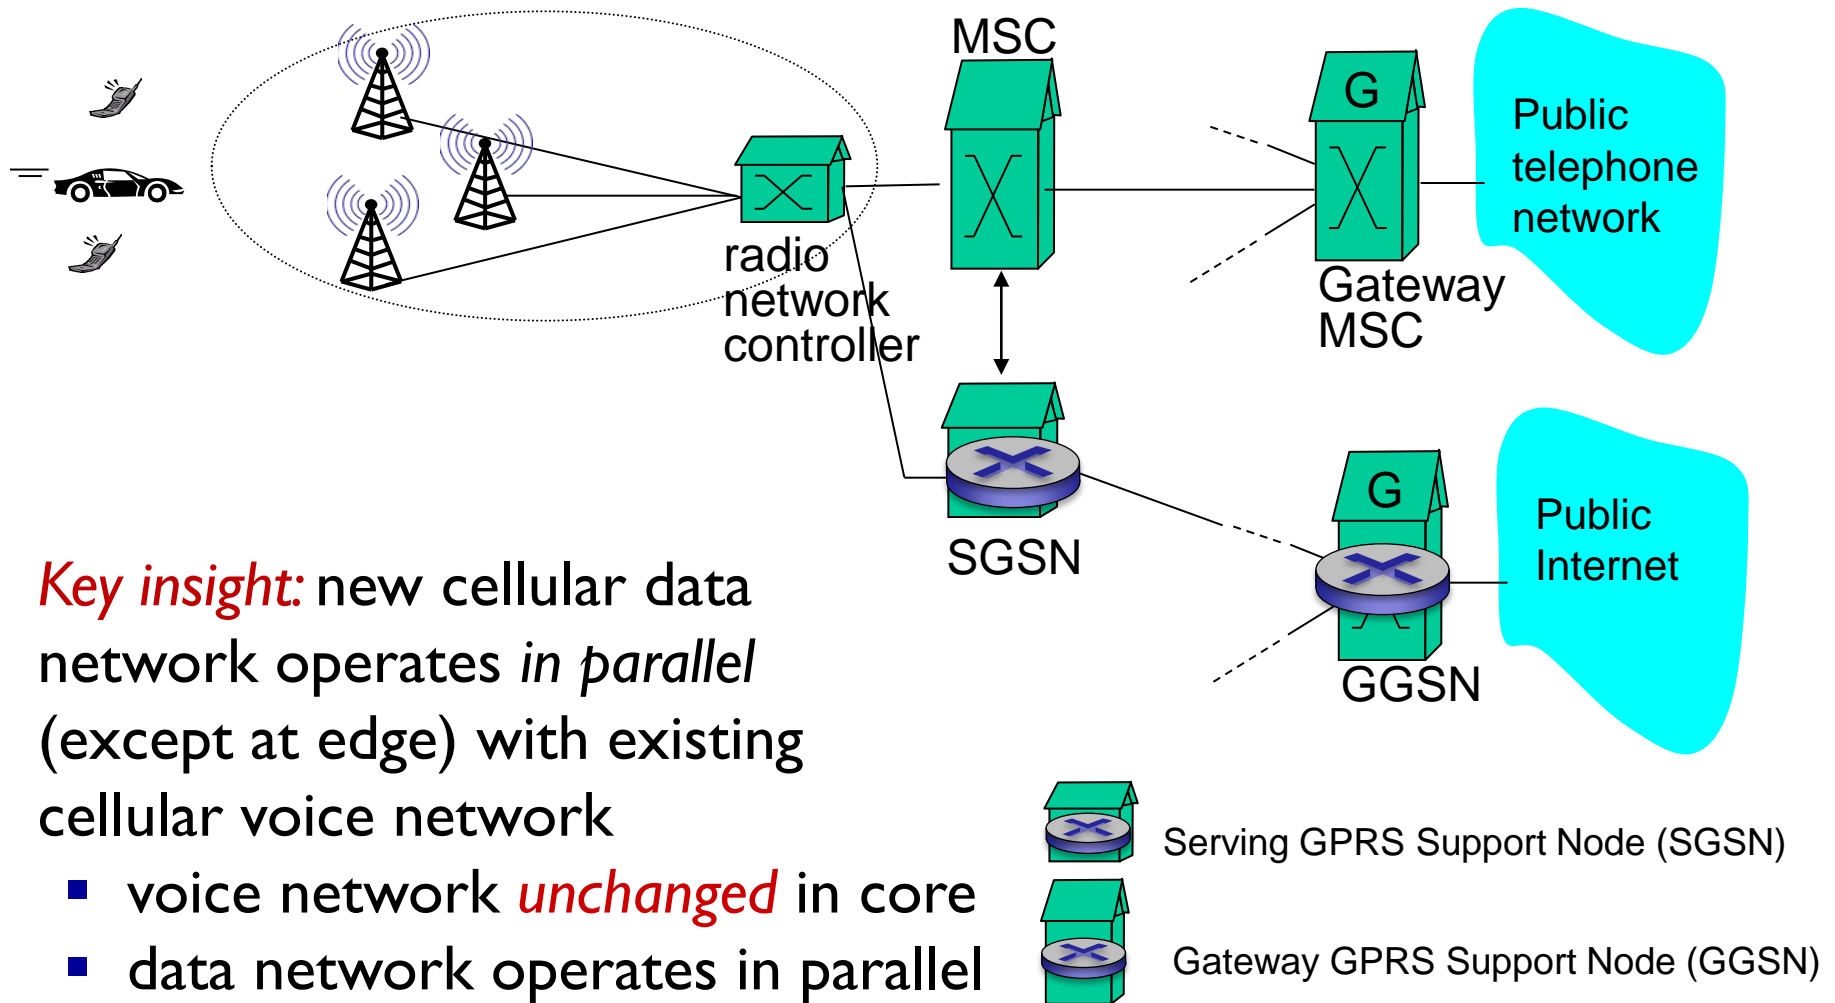 MSC
G
Public
telephone
network
radio
network
controller
Gateway
MSC
G
Public
Internet
SGSN
GGSN
Key insight: new cellular data
network operates in parallel
(except at edge) with existing
cellular voice network
voice network unchanged in core
data network operates in parallel
Serving GPRS Support Node (SGSN)
Gateway GPRS Support Node (GGSN)